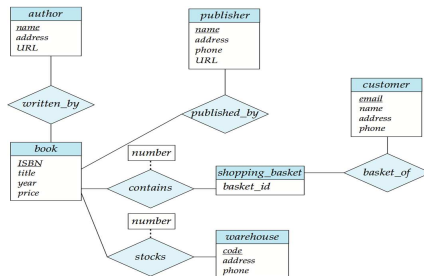 author
name
address
URL
publisher
name
address
phone
URL
customer
email
name
address
phone
written_by
published_by
book
ISBN
title
year
price
number
contains
shopping_basket
basket_id
basket_of
number
stocks
warehouse
code
address
phone